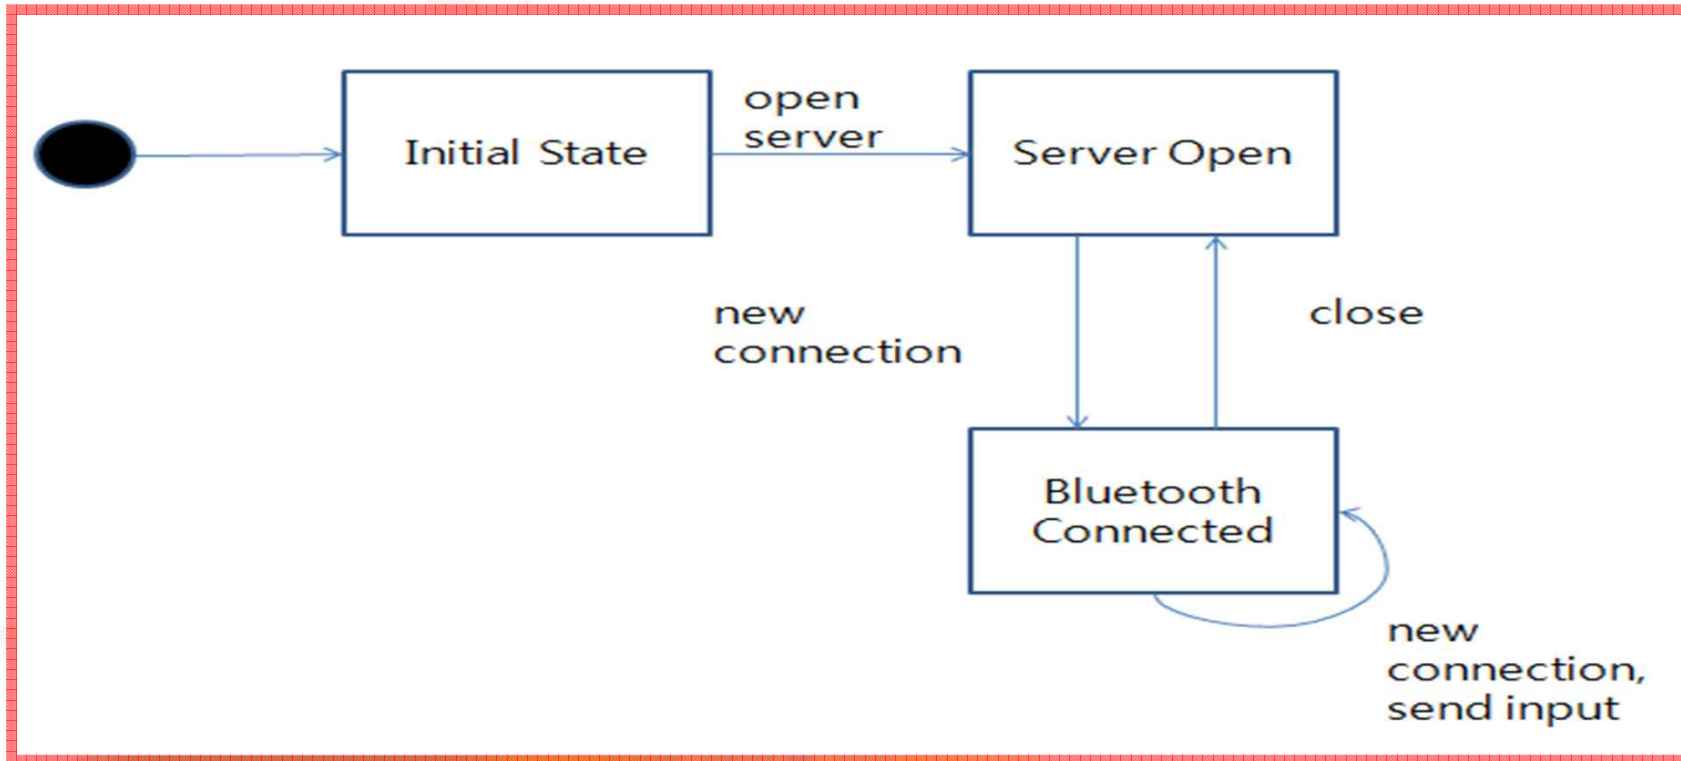 Initial State
open
server
Server Open
new
connection
close
Bluetooth
Connected
new
connection,
send input